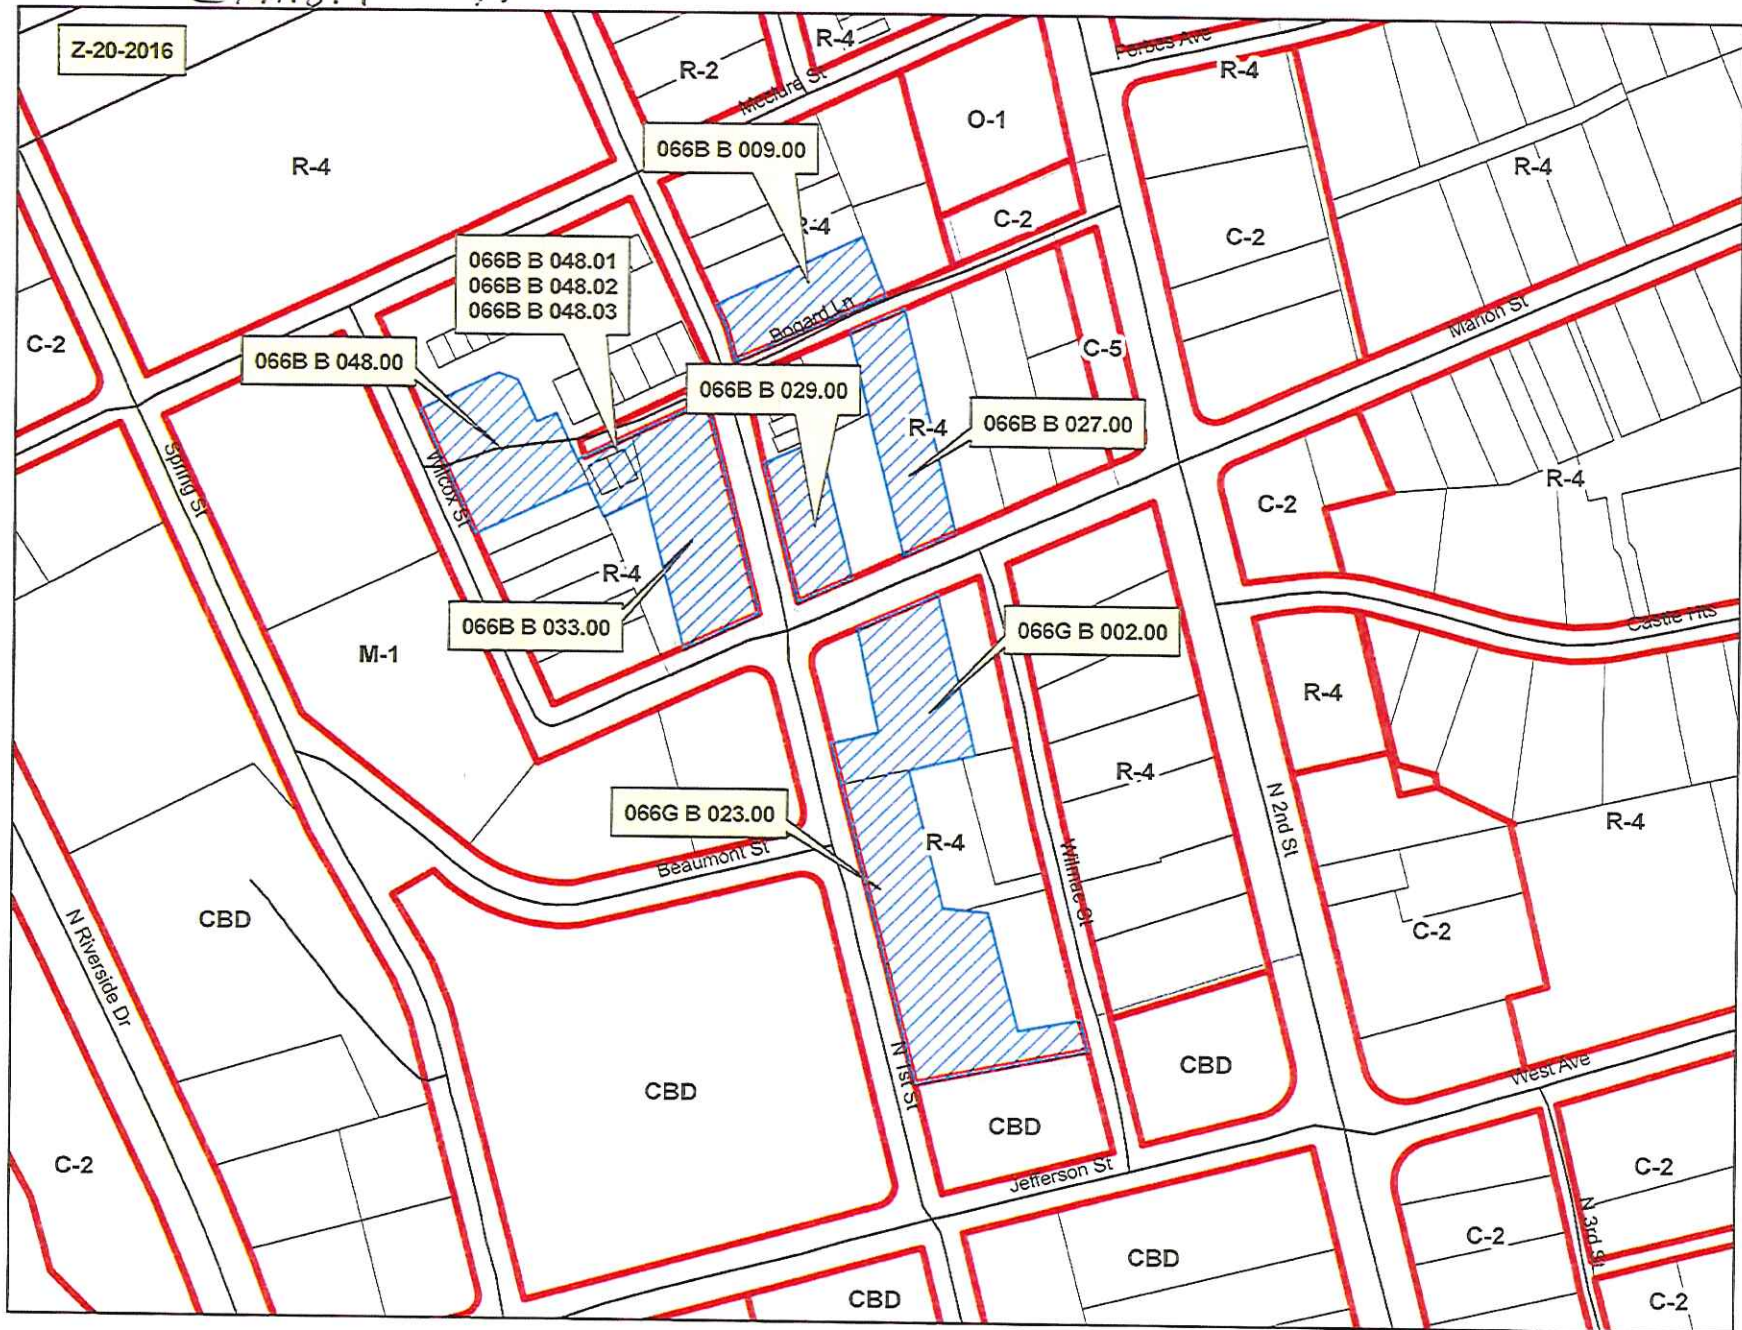 Z-20-2016
R-4
R-2
Forbes Ave
R-4
McClure St
O-1
066B B 009.00
R-4
R-4
R-4
C-2
C-2
066B B 048.01
066B B 048.02
066B B 048.03
Bogard Ln
Marion St
C-2
C-5
066B B 048.00
066B B 029.00
R-4
066B B 027.00
Spring St
Wilcox St
R-4
C-2
R-4
066B B 033.00
066G B 002.00
Castle Hts
M-1
R-4
R-4
066G B 023.00
R-4
N 2nd St
R-4
Beaumont St
Wilmae St
CBD
C-2
N Riverside Dr
N 1st St
CBD
CBD
West Ave
CBD
C-2
Jefferson St
C-2
N 3rd St
C-2
CBD
CBD
C-2